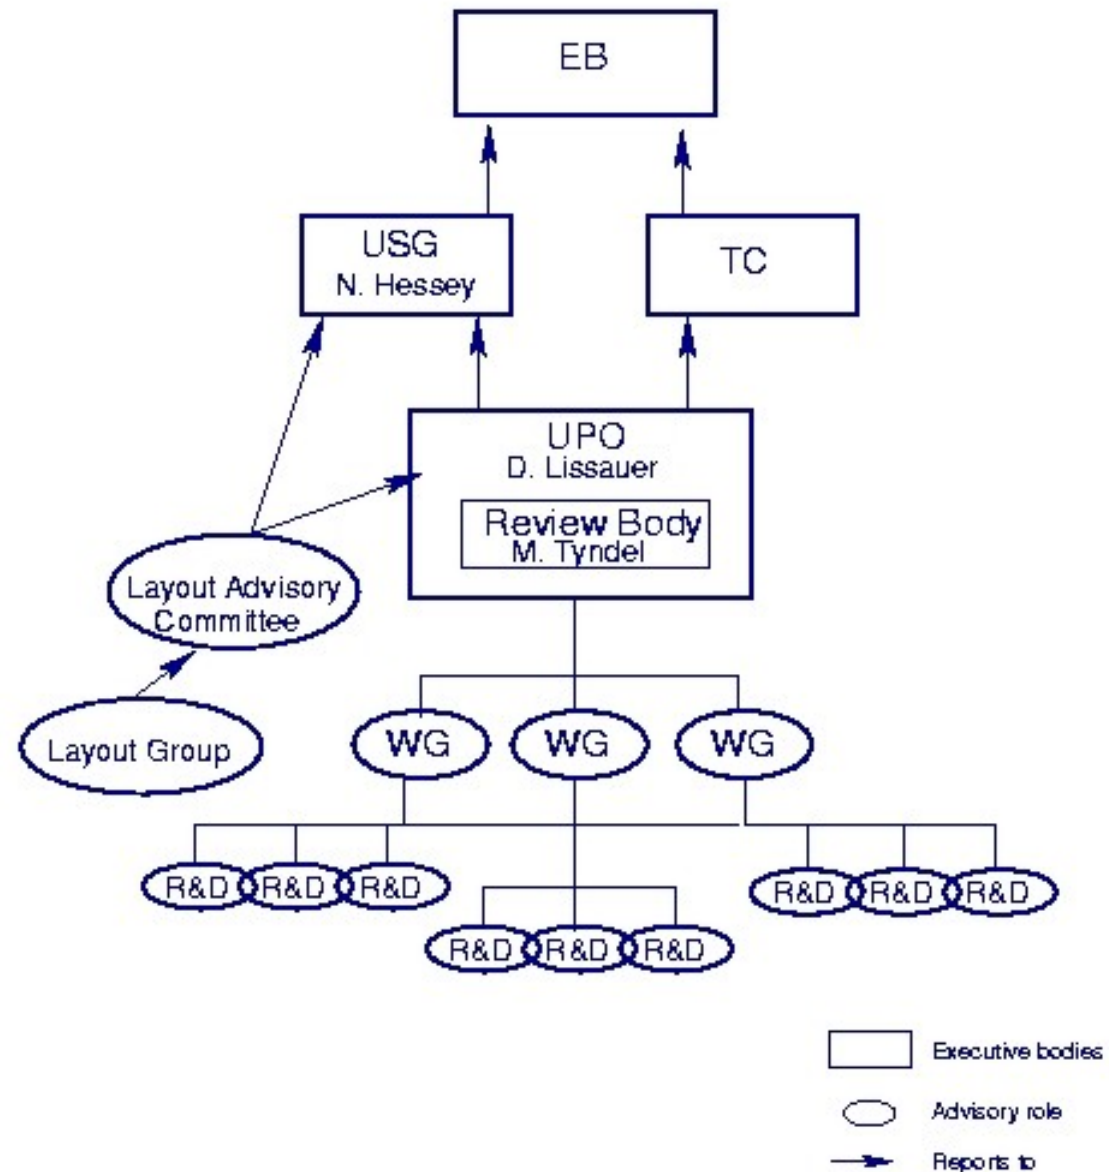 EB
USG
N. Hessey
TC
UPO
D. Lissauer
Review Body
M. Tyndel
Layout Advisory
Committee
Layout Group
WG WG WG
R&D R&D R&D
R&D R&D R&D
R&D R&D R&D
Executive bodies
Advisory role
Reports to